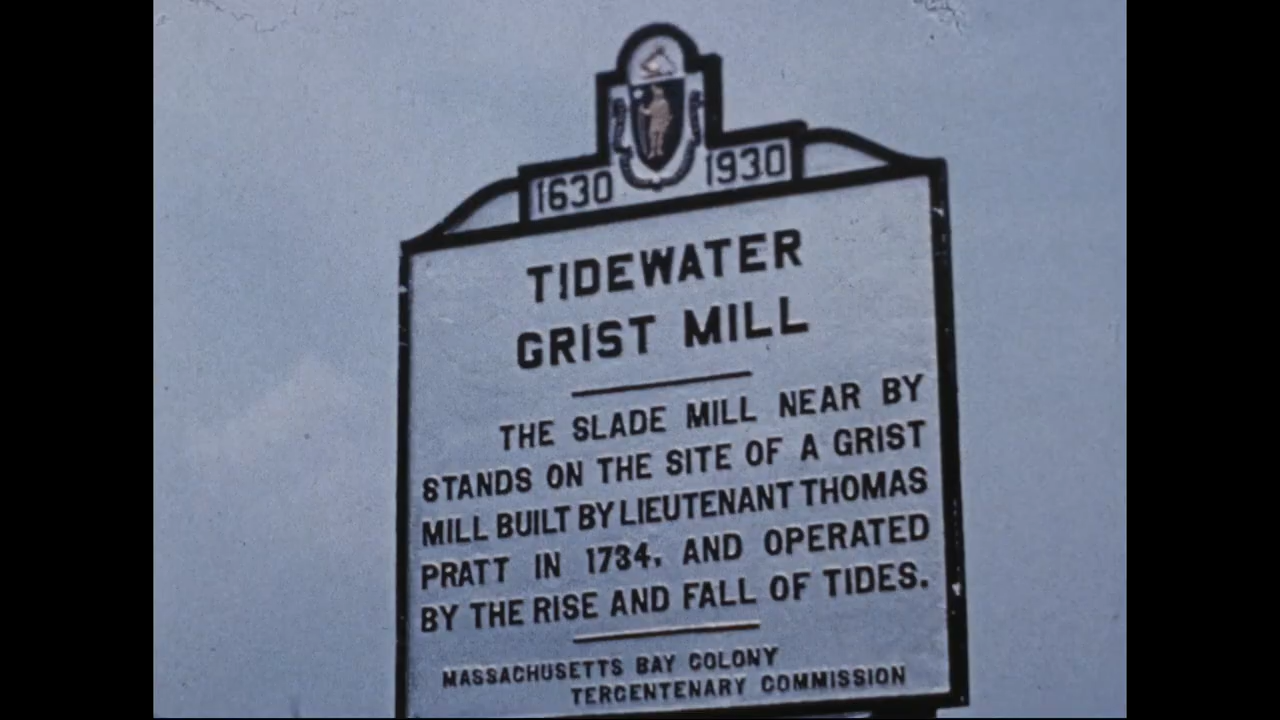 1630 1930
TIDEWATER
GRIST MILL
THE SLADE MILL NEAR BY
STANDS ON THE SITE OF A GRIST
MILL BUILT BY LIEUTENANT THOMAS
PRATT IN 1734, AND OPERATED
BY THE RISE AND FALL OF TIDES.
MASSACHUSETTS BAY COLONY
TERCENTENARY COMMISSION